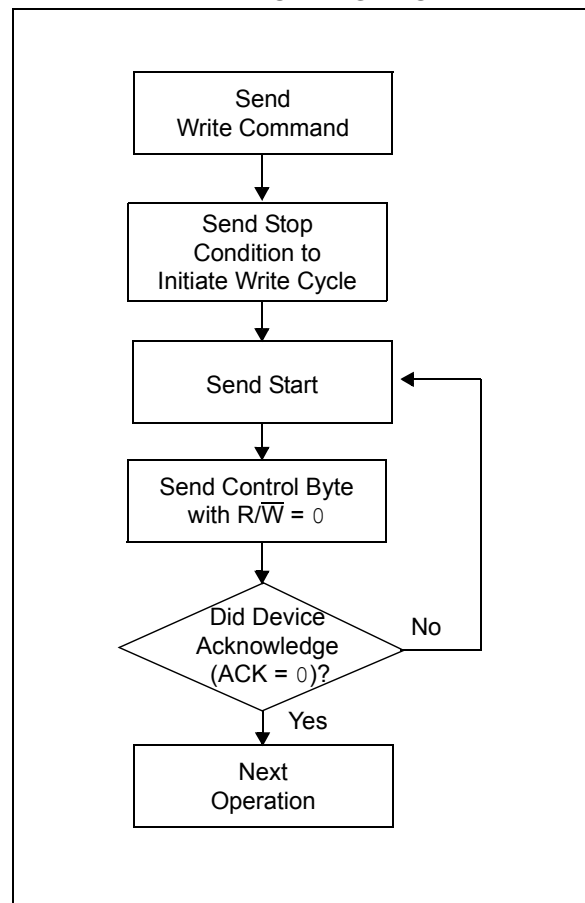 Send
Write Command
Send Stop
Condition to
Initiate Write Cycle
Send Start
Send Control Byte
with R/W̅ = 0
Did Device
Acknowledge
(ACK = 0)?
No
Yes
Next
Operation